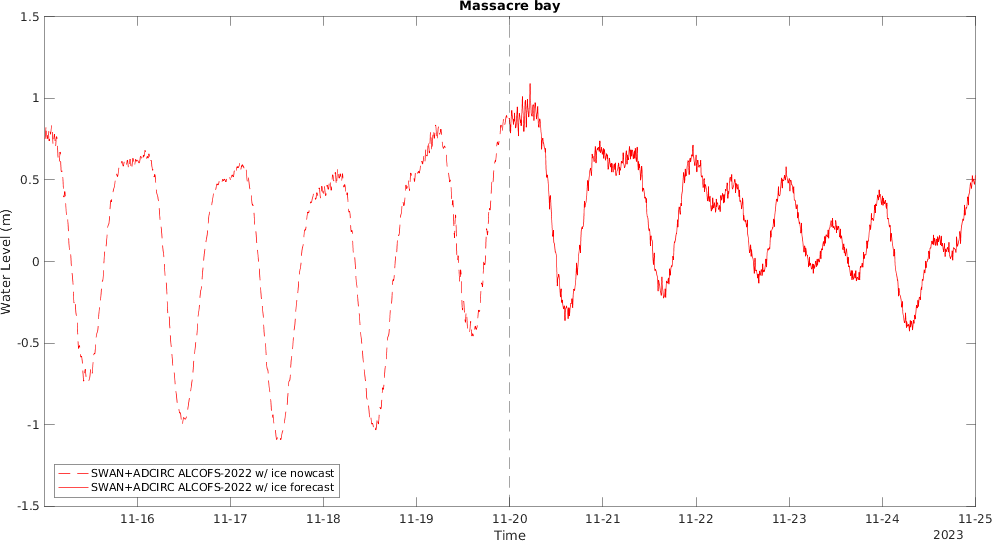 Massacre bay
1.5
1
0.5
0
-0.5
-1
-1.5
Water Level (m)
SWAN+ADCIRC ALCOFS-2022 w/ ice nowcast
SWAN+ADCIRC ALCOFS-2022 w/ ice forecast
11-16 11-17 11-18 11-19 11-20 11-21 11-22 11-23 11-24 11-25
Time
2023